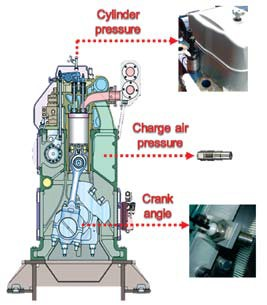 Cylinder
pressure
Charge air
pressure
Crank
angle